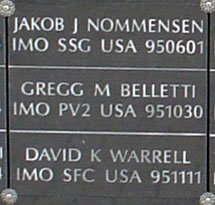 JAKOB J NOMMENSEN
IMO SSG USA 950601
GREGG M BELLETTI
IMO PV2 USA 951030
DAVID K WARRELL
IMO SFC USA 951111